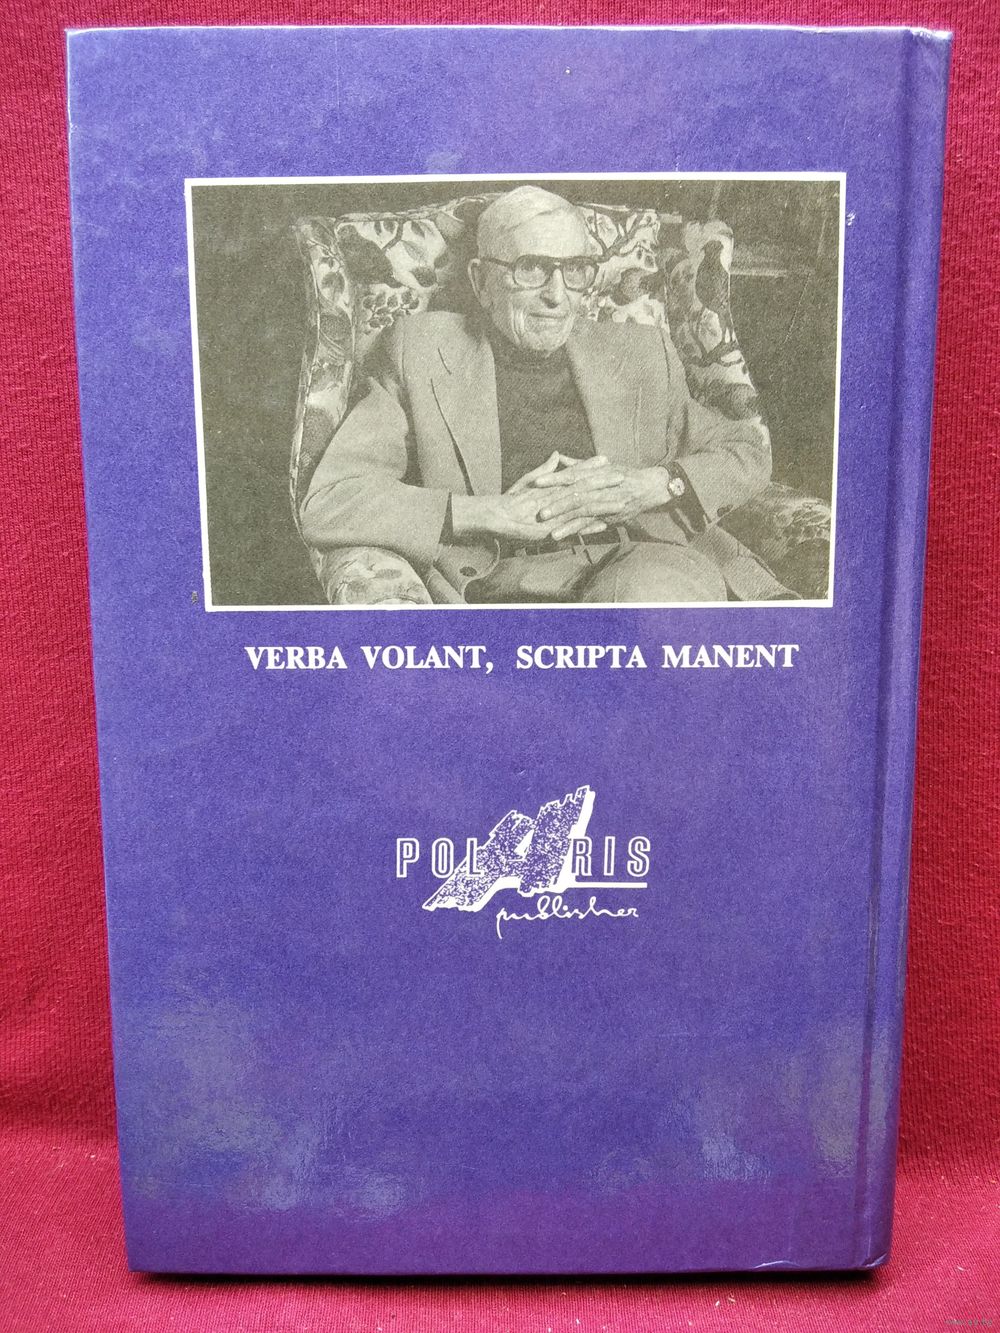 VERBA VOLANT, SCRIPTA MANENT
POLARIS
publisher